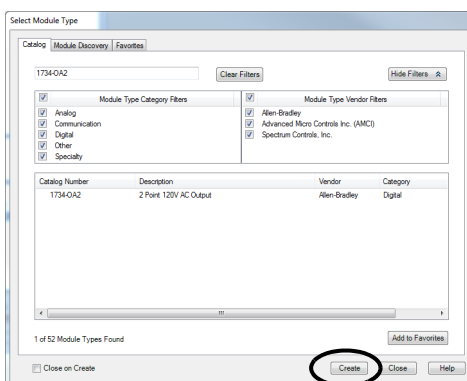 Select Module Type
Catalog Module Discovery Favorites
1734-OA2 Clear Filters Hide Filters
Module Type Category Filters Module Type Vendor Filters
Analog Allen-Bradley
Communication Advanced Micro Controls Inc. (AMCI)
Digital Spectrum Controls, Inc.
Other
Specialty
Catalog Number Description Vendor Category
1734-OA2 2 Point 120V AC Output Allen-Bradley Digital
1 of 52 Module Types Found Add to Favorites
Close on Create Create Close Help